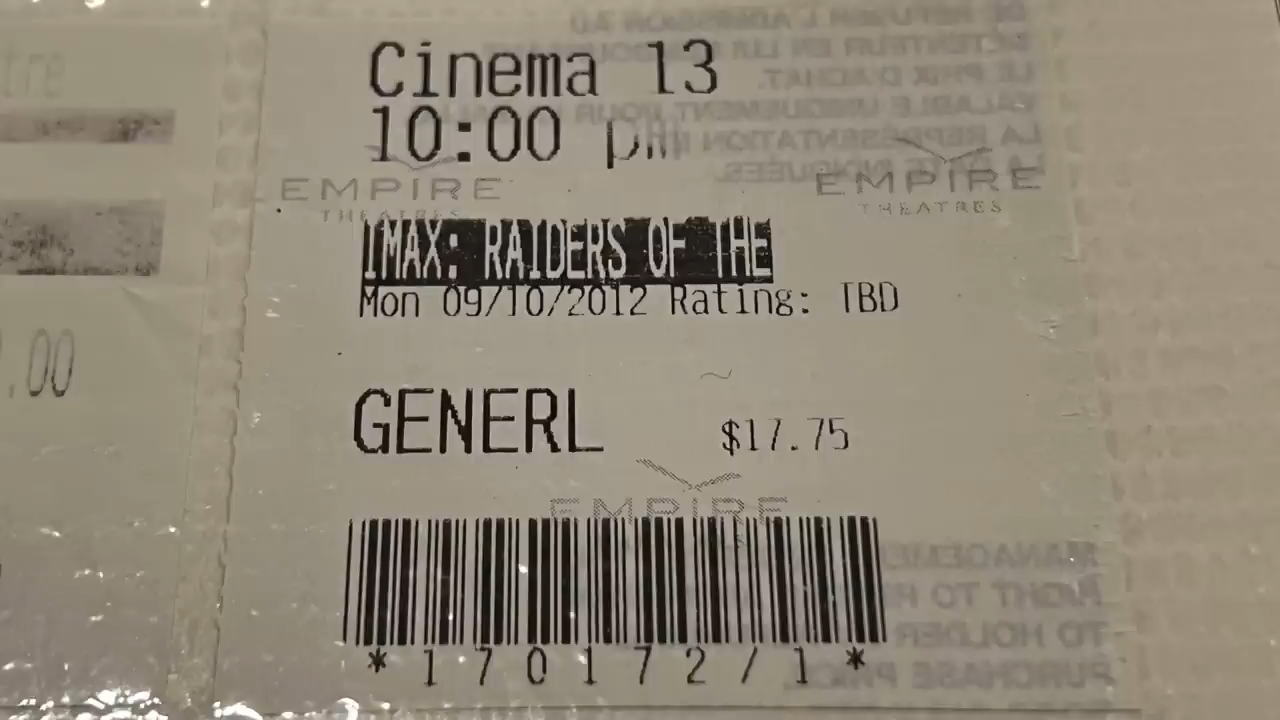 Cinema 13
10:00 pm
EMPIRE EMPIRE
THEATRES THEATRES
IMAX: RAIDERS OF THE
Mon 09/10/2012 Rating: TBD
.00
GENERL $17.75
EMPIRE
*170172/1*